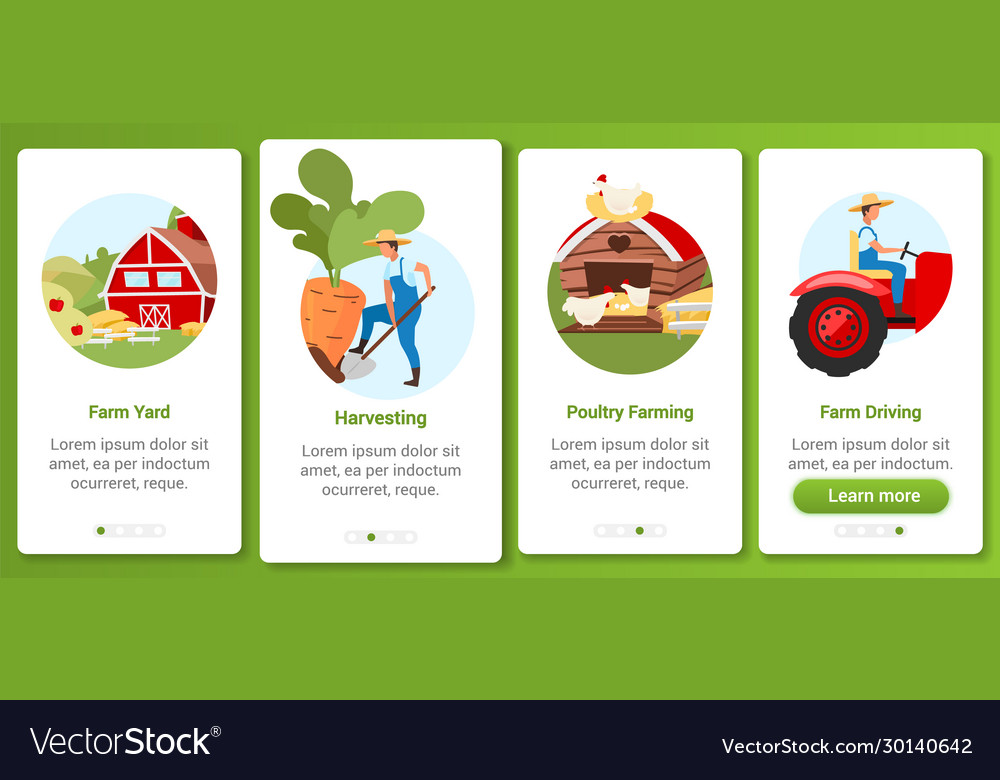 Farm Yard
Lorem ipsum dolor sit
amet, ea per indoctum
ocurreret, reque.
Harvesting
Lorem ipsum dolor sit
amet, ea per indoctum
ocurreret, reque.
Poultry Farming
Lorem ipsum dolor sit
amet, ea per indoctum
ocurreret, reque.
Farm Driving
Lorem ipsum dolor sit
amet, ea per indoctum.
Learn more
VectorStock®
VectorStock.com/30140642